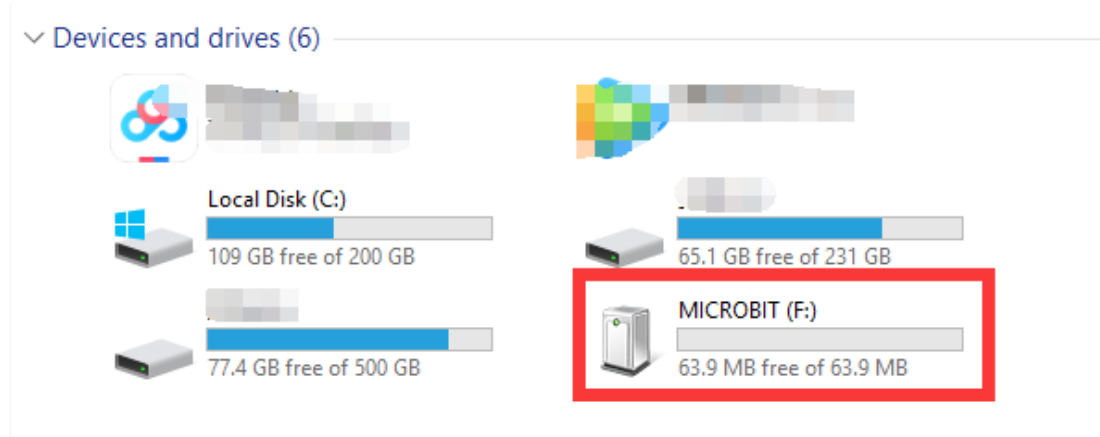 Devices and drives (6)
Local Disk (C:)
109 GB free of 200 GB
65.1 GB free of 231 GB
77.4 GB free of 500 GB
MICROBIT (F:)
63.9 MB free of 63.9 MB